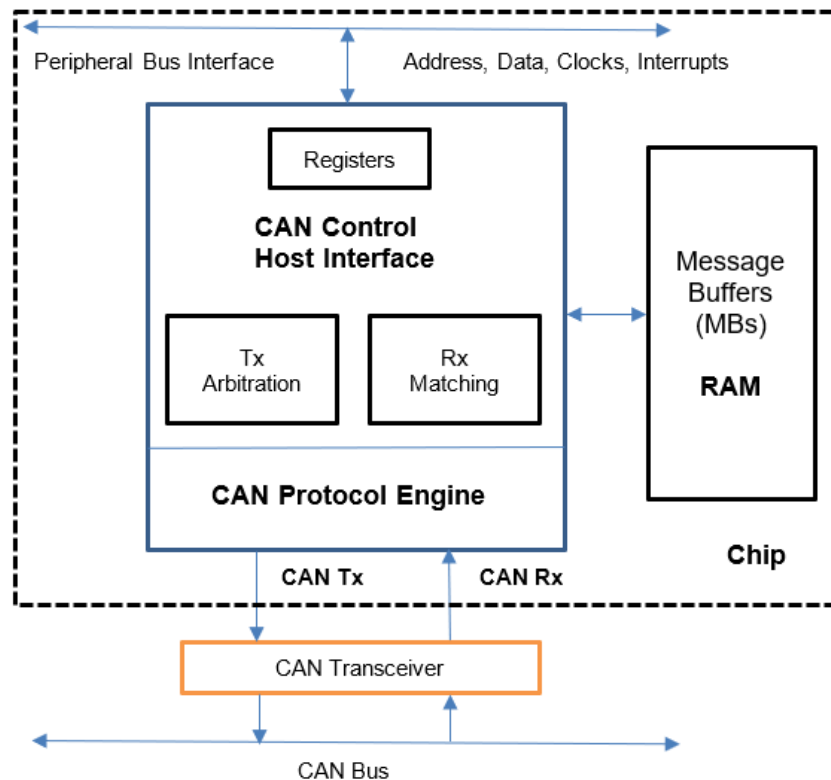 Peripheral Bus Interface
Address, Data, Clocks, Interrupts
Registers
CAN Control
Host Interface
Tx
Arbitration
Rx
Matching
Message
Buffers
(MBs)
RAM
CAN Protocol Engine
Chip
CAN Tx
CAN Rx
CAN Transceiver
CAN Bus